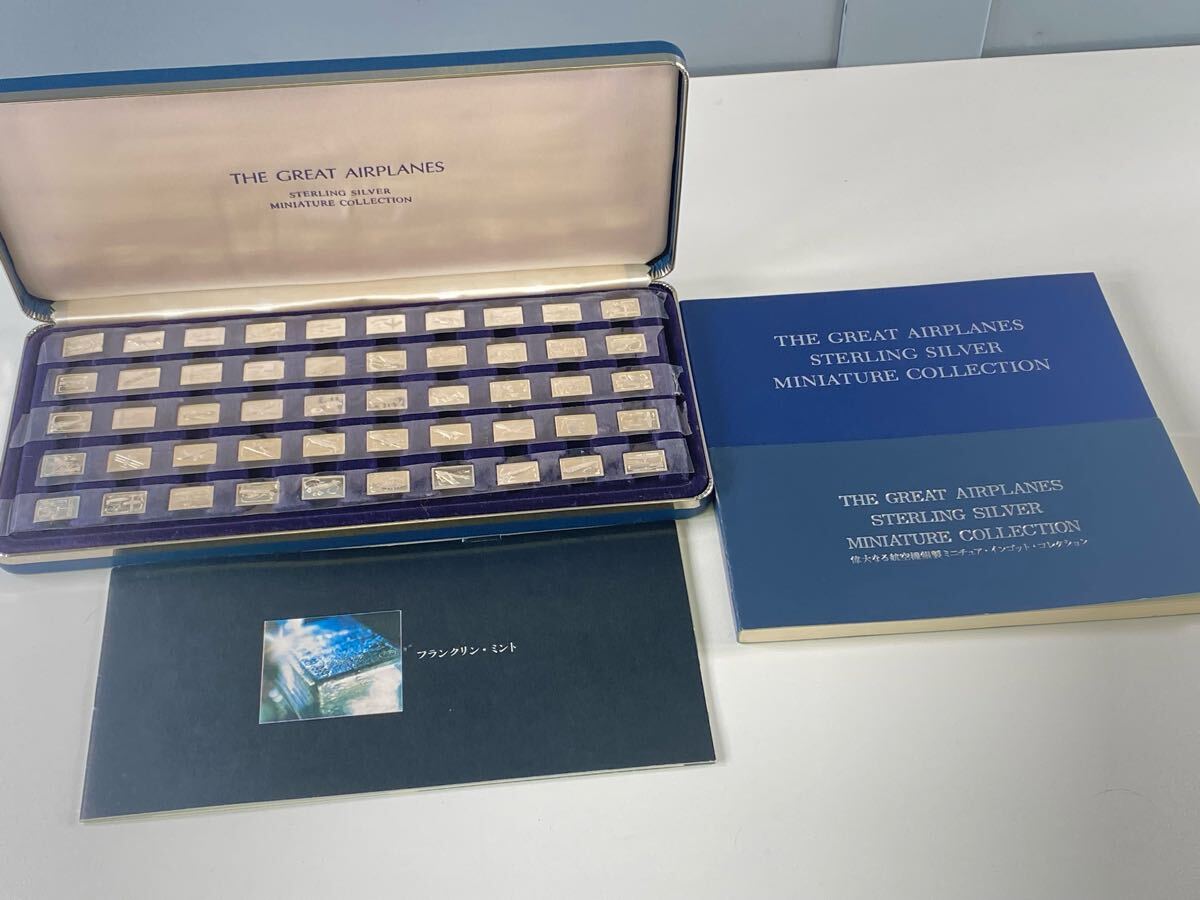 THE GREAT AIRPLANES
STERLING SILVER
MINIATURE COLLECTION
THE GREAT AIRPLANES
STERLING SILVER
MINIATURE COLLECTION
THE GREAT AIRPLANES
STERLING SILVER
MINIATURE COLLECTION
偉大なる航空機銀製ミニチュア・インゴット・コレクション
フランクリン・ミント